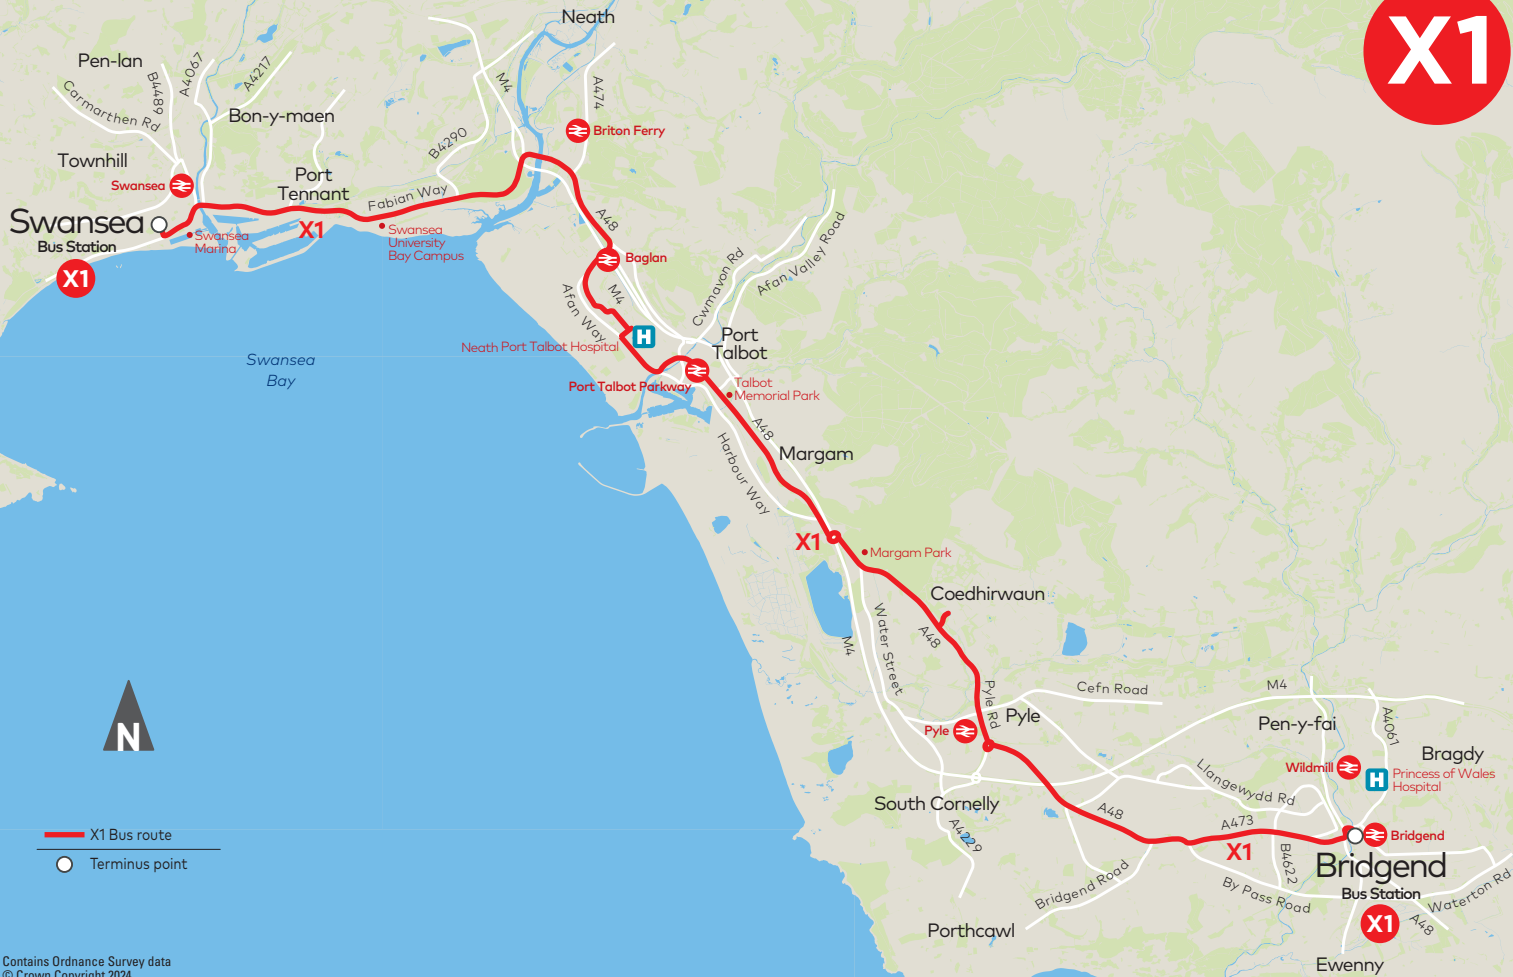 X1
Neath
Pen-lan
B4489
A4067
A4217
Carmarthen Rd
Bon-y-maen
M4
A474
Briton Ferry
B4290
Townhill
Swansea
Port
Tennant
Fabian Way
Swansea
Bus Station
X1
Swansea
Marina
X1
Swansea
University
Bay Campus
A48
Baglan
M4
Afan Way
Cwmavon Rd
Afan Valley Road
Neath Port Talbot Hospital
H
Port
Talbot
Port Talbot Parkway
Talbot
Memorial Park
Swansea
Bay
A48
Margam
Harbour Way
X1
Margam Park
Coedhirwaun
A48
Water Street
M4
Pyle Rd
Cefn Road
M4
Pyle
Pyle
Pen-y-fai
A4061
Bragdy
Wildmill
H
Princess of Wales
Hospital
Llangewydd Rd
South Cornelly
A48
A473
A4229
X1
B4622
Bridgend
Bridgend
Bus Station
X1
Bridgend Road
By Pass Road
Waterton Rd
A48
Porthcawl
Ewenny
N
X1 Bus route
Terminus point
Contains Ordnance Survey data
© Crown Copyright 2024